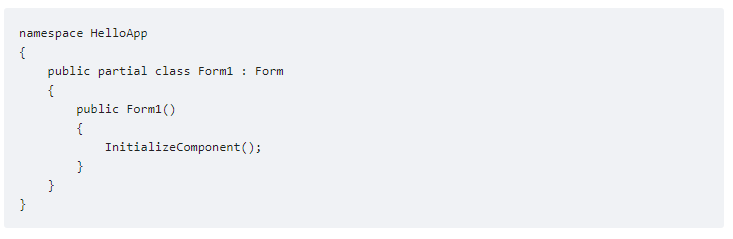 namespace HelloApp
{
    public partial class Form1 : Form
    {
        public Form1()
        {
            InitializeComponent();
        }
    }
}